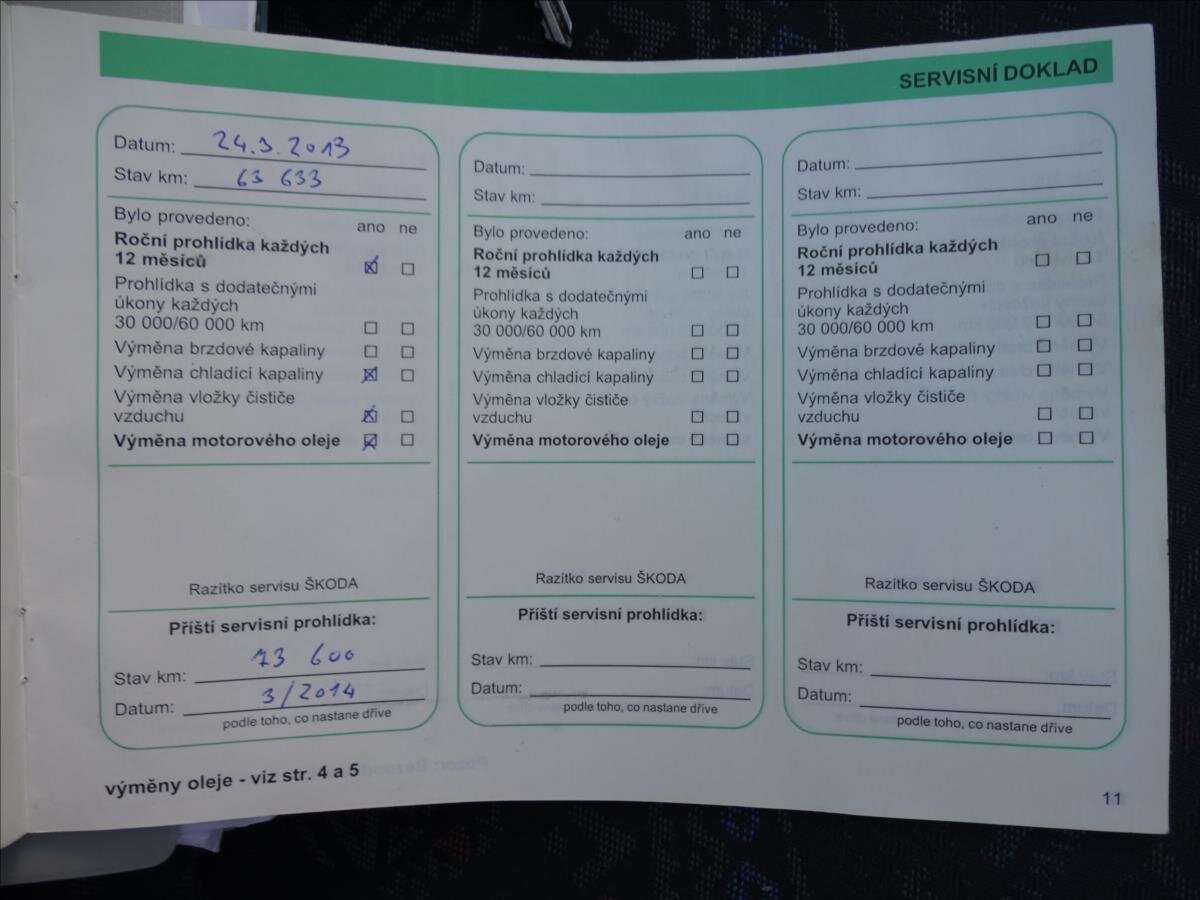 SERVISNÍ DOKLAD
Datum: 24.3.2013
Stav km: 63 633
Bylo provedeno: ano ne
Roční prohlídka každých
12 měsíců
Prohlídka s dodatečnými
úkony každých
30 000/60 000 km
Výměna brzdové kapaliny
Výměna chladící kapaliny
Výměna vložky čističe
vzduchu
Výměna motorového oleje
Razítko servisu ŠKODA
Příští servisní prohlídka:
Stav km: 73 600
Datum: 3/2014
podle toho, co nastane dříve
Datum:
Stav km:
Bylo provedeno: ano ne
Roční prohlídka každých
12 měsíců
Prohlídka s dodatečnými
úkony každých
30 000/60 000 km
Výměna brzdové kapaliny
Výměna chladící kapaliny
Výměna vložky čističe
vzduchu
Výměna motorového oleje
Razítko servisu ŠKODA
Příští servisní prohlídka:
Stav km:
Datum:
podle toho, co nastane dříve
Datum:
Stav km:
Bylo provedeno: ano ne
Roční prohlídka každých
12 měsíců
Prohlídka s dodatečnými
úkony každých
30 000/60 000 km
Výměna brzdové kapaliny
Výměna chladící kapaliny
Výměna vložky čističe
vzduchu
Výměna motorového oleje
Razítko servisu ŠKODA
Příští servisní prohlídka:
Stav km:
Datum:
podle toho, co nastane dříve
výměny oleje - viz str. 4 a 5
11